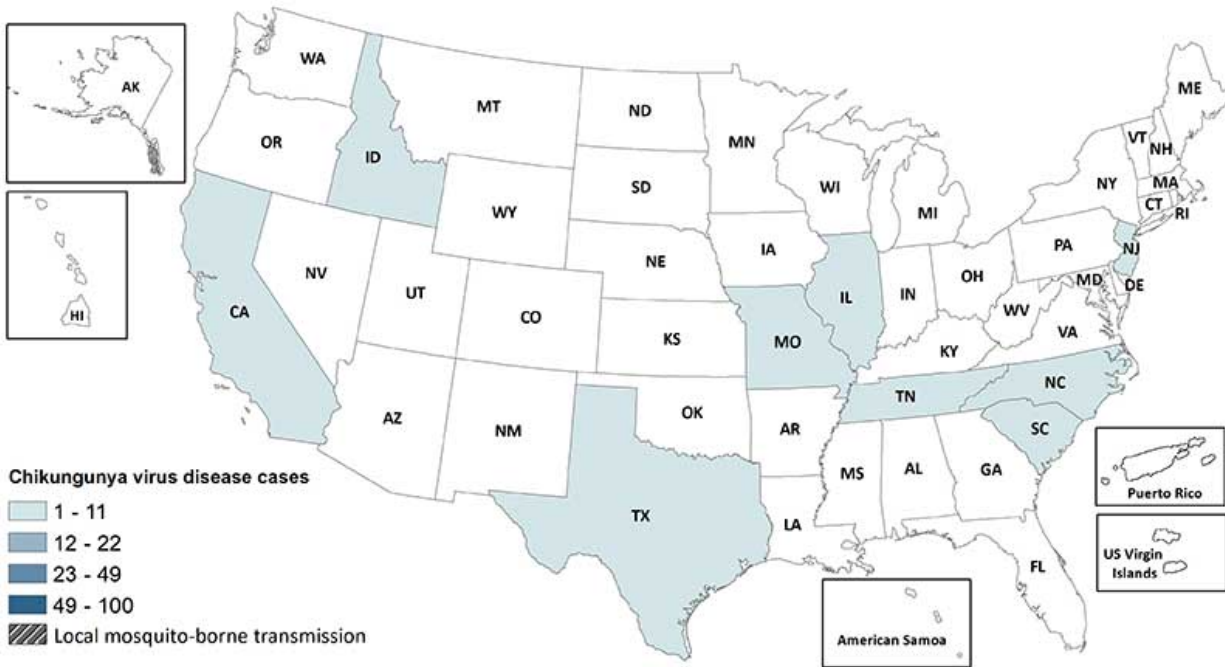 WA
AK
MT
ND
MN
ME
OR
ID
VT
NH
SD
WI
MI
NY
MA
CT
RI
WY
IA
PA
NJ
NE
OH
NV
UT
IL
IN
MD
DE
HI
CA
CO
WV
VA
KS
MO
KY
NC
TN
AZ
OK
NM
AR
SC
MS
AL
GA
Chikungunya virus disease cases
Puerto Rico
1 - 11
TX
LA
12 - 22
US Virgin
Islands
FL
23 - 49
49 - 100
Local mosquito-borne transmission
American Samoa